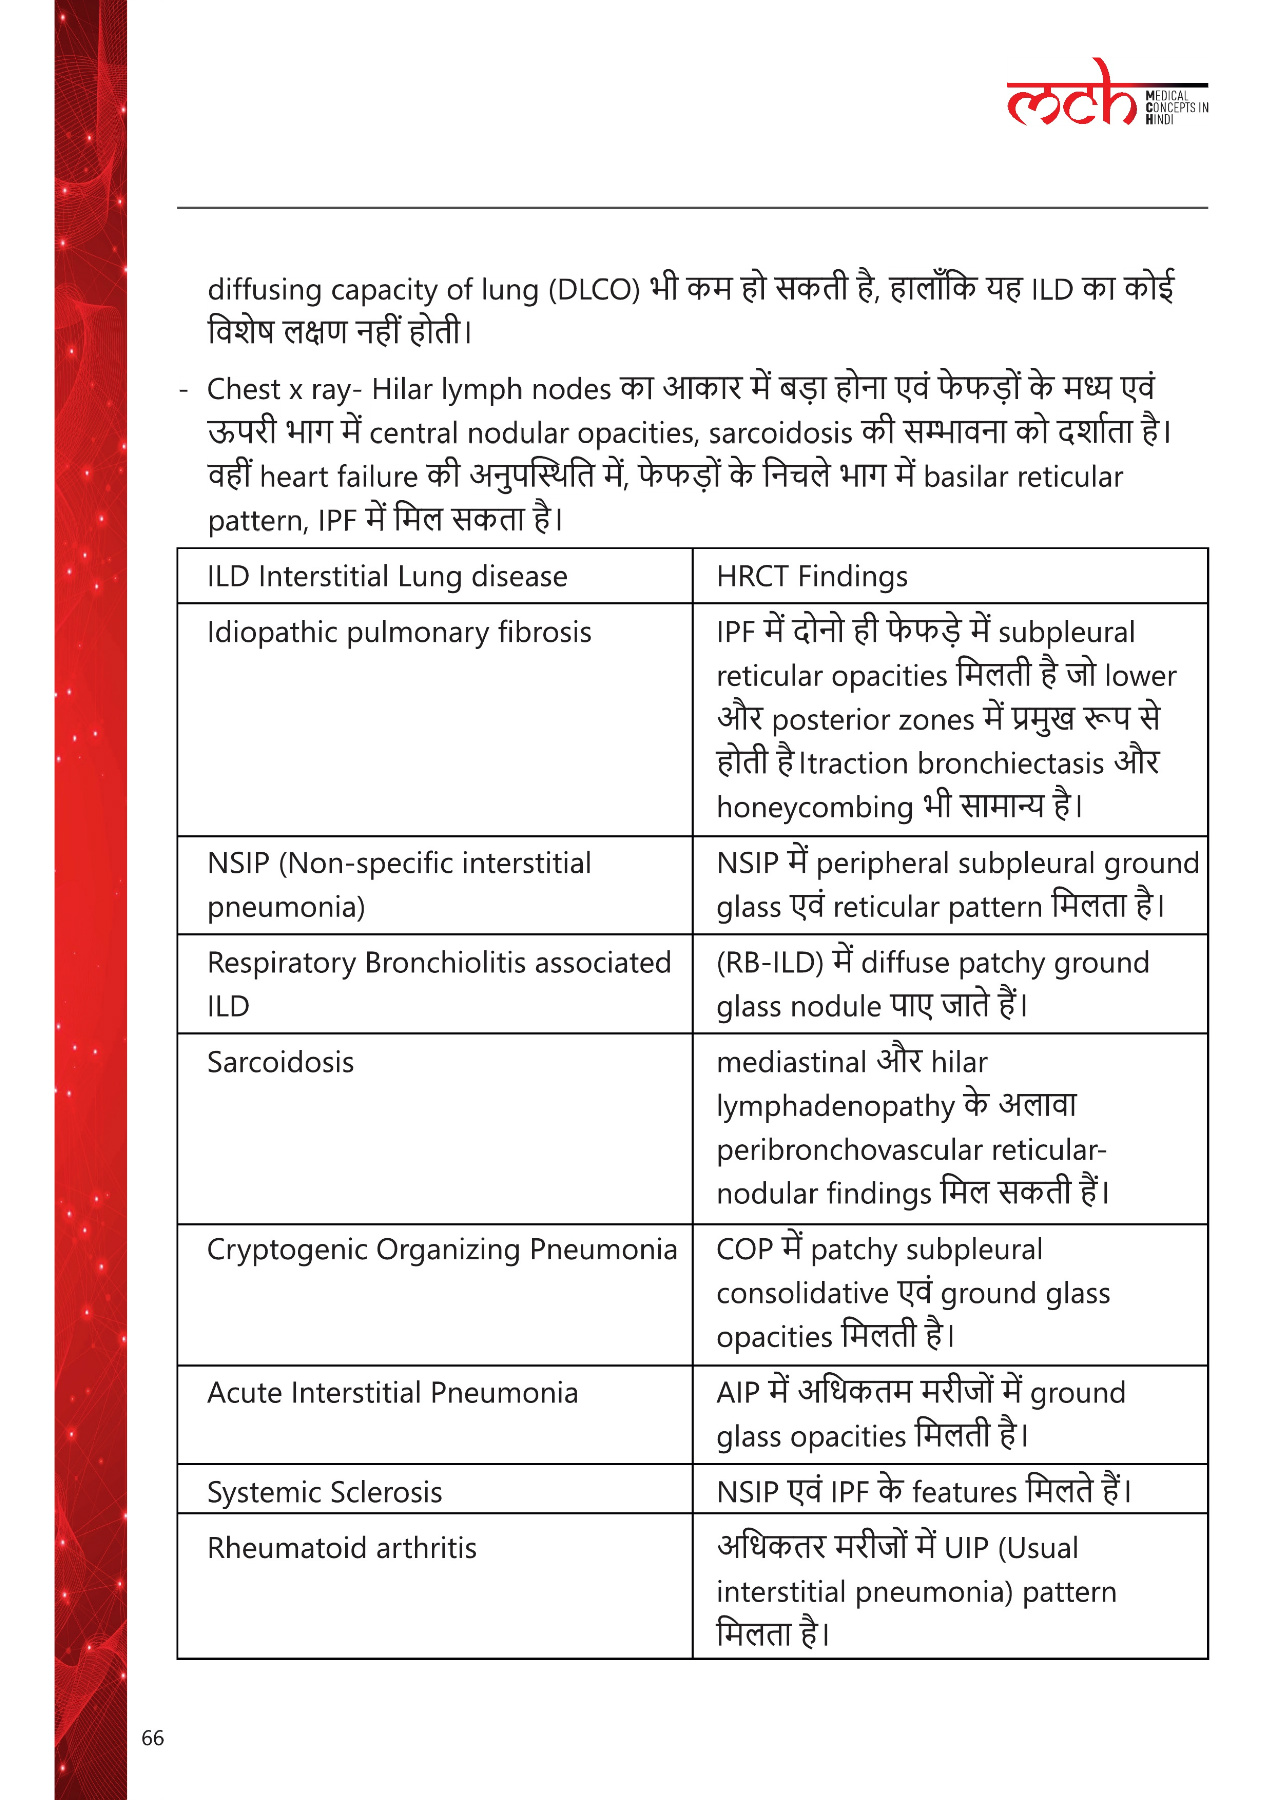 mch MEDICAL
CONCEPTS IN
HINDI
diffusing capacity of lung (DLCO) भी कम हो सकती है, हालाँकि यह ILD का कोई
विशेष लक्षण नहीं होती।
- Chest x ray- Hilar lymph nodes का आकार में बड़ा होना एवं फेफड़ों के मध्य एवं
ऊपरी भाग में central nodular opacities, sarcoidosis की सम्भावना को दर्शाता है।
वहीं heart failure की अनुपस्थिति में, फेफड़ों के निचले भाग में basilar reticular
pattern, IPF में मिल सकता है।
ILD Interstitial Lung disease
HRCT Findings
Idiopathic pulmonary fibrosis
IPF में दोनो ही फेफड़े में subpleural
reticular opacities मिलती है जो lower
और posterior zones में प्रमुख रूप से
होती है।traction bronchiectasis और
honeycombing भी सामान्य है।
NSIP (Non-specific interstitial
pneumonia)
NSIP में peripheral subpleural ground
glass एवं reticular pattern मिलता है।
Respiratory Bronchiolitis associated
ILD
(RB-ILD) में diffuse patchy ground
glass nodule पाए जाते हैं।
Sarcoidosis
mediastinal और hilar
lymphadenopathy के अलावा
peribronchovascular reticular-
nodular findings मिल सकती हैं।
Cryptogenic Organizing Pneumonia
COP में patchy subpleural
consolidative एवं ground glass
opacities मिलती है।
Acute Interstitial Pneumonia
AIP में अधिकतम मरीजों में ground
glass opacities मिलती है।
Systemic Sclerosis
NSIP एवं IPF के features मिलते हैं।
Rheumatoid arthritis
अधिकतर मरीजों में UIP (Usual
interstitial pneumonia) pattern
मिलता है।
66